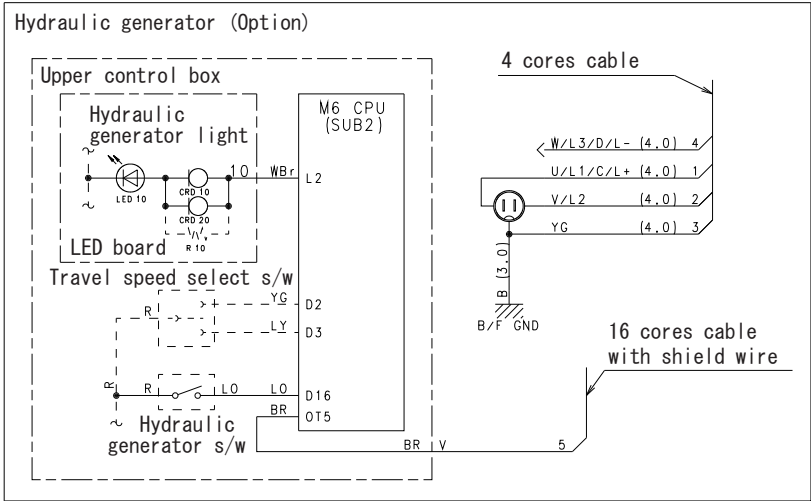 Hydraulic generator (Option)
Upper control box
4 cores cable
Hydraulic
generator light
M6 CPU
(SUB2)
W/L3/D/L- (4.0) 4
U/L1/C/L+ (4.0) 1
10 WBr L2
LED 10
CRD 10
V/L2 (4.0) 2
CRD 20
YG (4.0) 3
R 10
LED board
Travel speed select s/w
YG D2
B (3.0)
R
LY D3
B/F GND
16 cores cable
with shield wire
R
R LO LO D16
BR OT5
Hydraulic
generator s/w
BR V 5